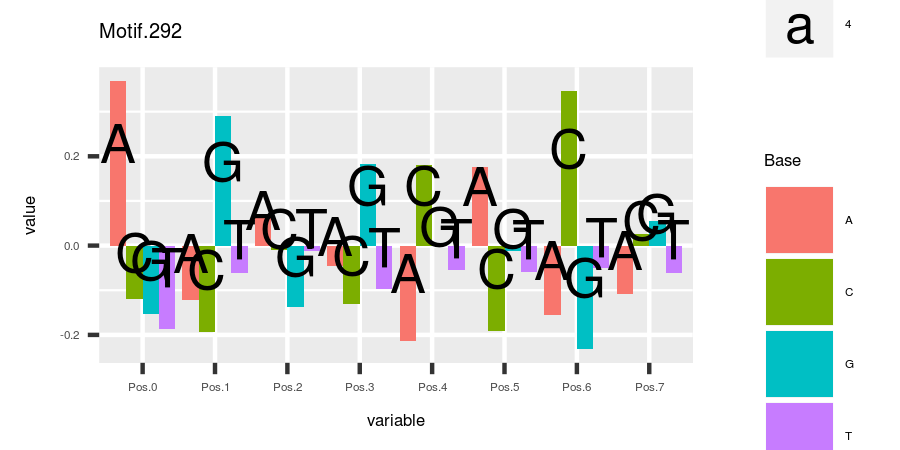 Motif.292
a 4
value
0.2
0.0
-0.2
A C G T A C G T A C G T A C G T A C G T A C G T A C G T A C G T
Pos.0 Pos.1 Pos.2 Pos.3 Pos.4 Pos.5 Pos.6 Pos.7
variable
Base
A
C
G
T